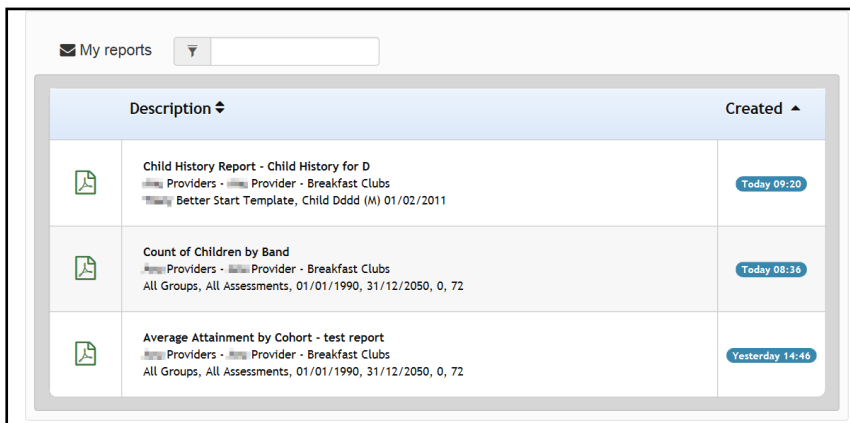 My reports
Description
Created
Child History Report - Child History for D
Providers - Provider - Breakfast Clubs
Better Start Template, Child Dddd (M) 01/02/2011
Today 09:20
Count of Children by Band
Providers - Provider - Breakfast Clubs
All Groups, All Assessments, 01/01/1990, 31/12/2050, 0, 72
Today 08:36
Average Attainment by Cohort - test report
Providers - Provider - Breakfast Clubs
All Groups, All Assessments, 01/01/1990, 31/12/2050, 0, 72
Yesterday 14:46